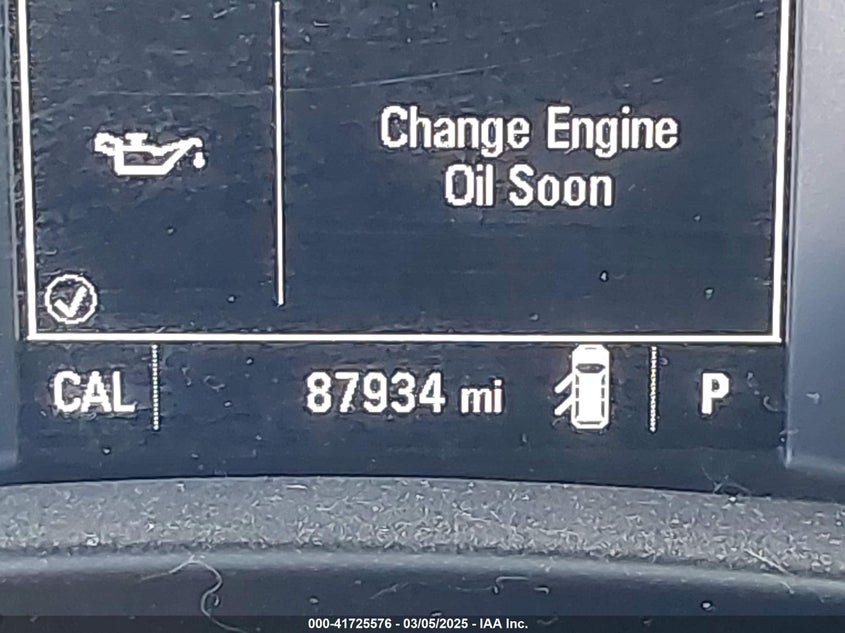 Change Engine
Oil Soon
CAL
87934 mi
P
000-41725576 - 03/05/2025 - IAA Inc.